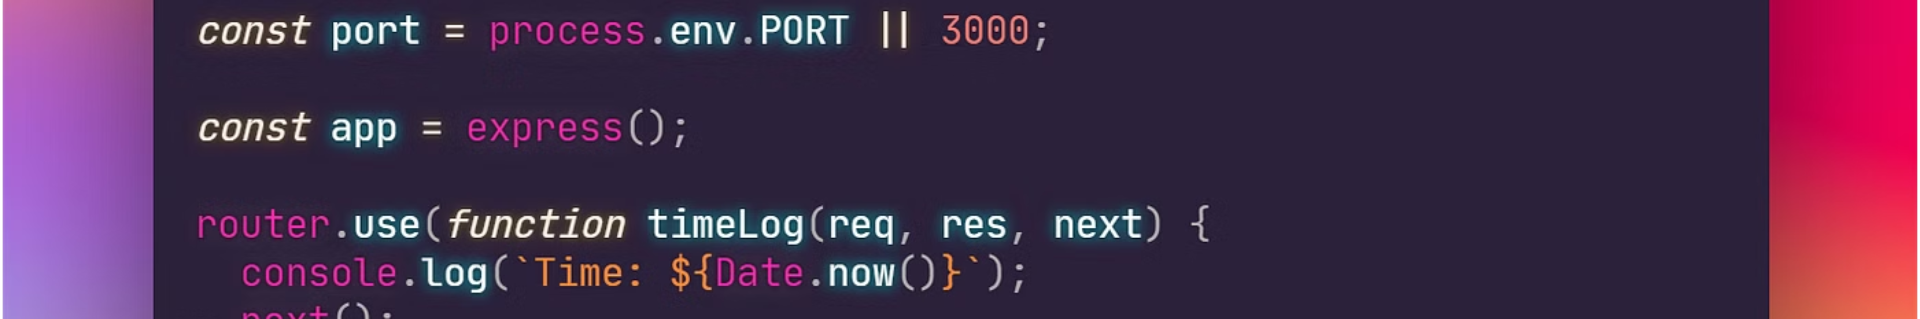 const port = process.env.PORT || 3000;
const app = express();
router.use(function timeLog(req, res, next) {
console.log(`Time: ${Date.now()}`);
next();